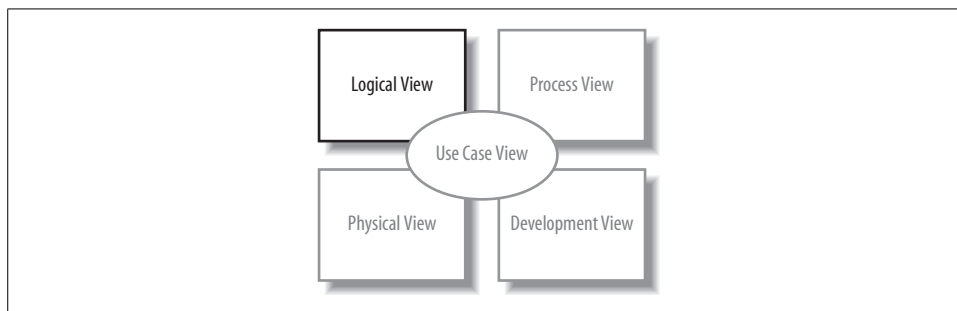 Logical View
Process View
Use Case View
Physical View
Development View